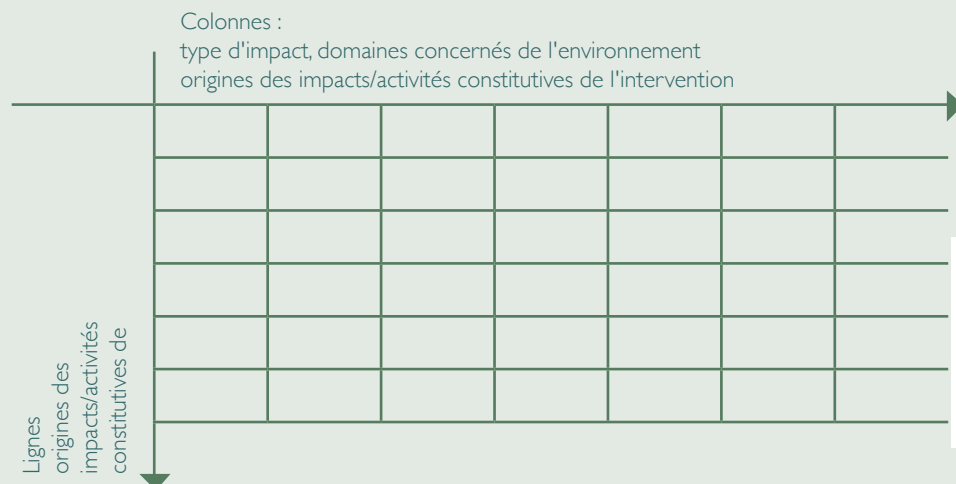 Colonnes :
type d'impact, domaines concernés de l'environnement
origines des impacts/activités constitutives de l'intervention
Lignes
origines des
impacts/activités
constitutives de